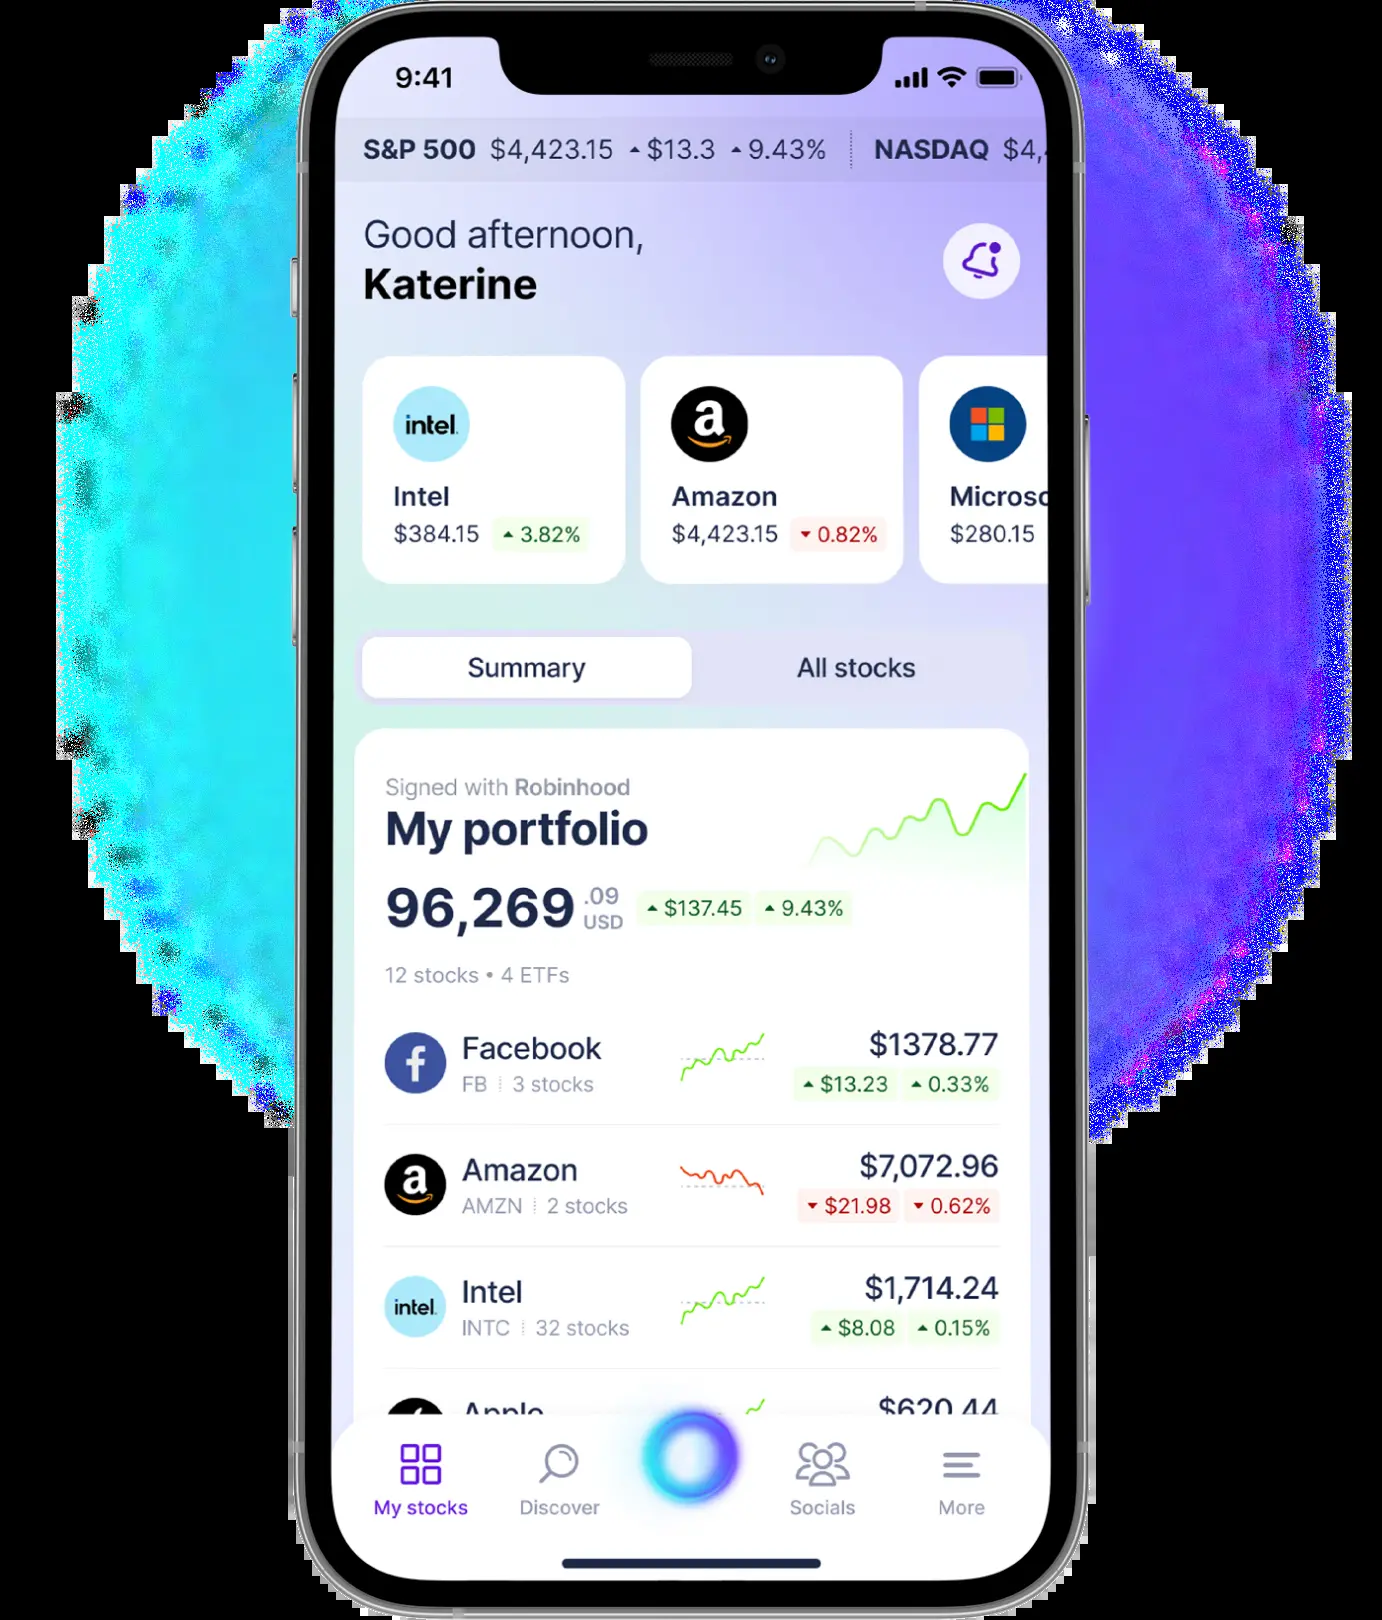 9:41
S&P 500 $4,423.15 ▲ $13.3 ▲ 9.43% NASDAQ $4,
Good afternoon,
Katerine
intel.
Intel
$384.15 ▲ 3.82%
a
Amazon
$4,423.15 ▼ 0.82%
Microso
$280.15
Summary
All stocks
Signed with Robinhood
My portfolio
96,269 .09 USD ▲ $137.45 ▲ 9.43%
12 stocks • 4 ETFs
f
Facebook
$1378.77
FB 3 stocks
▲ $13.23 ▲ 0.33%
a
Amazon
$7,072.96
AMZN 2 stocks
▼ $21.98 ▼ 0.62%
intel.
Intel
$1,714.24
INTC 32 stocks
▲ $8.08 ▲ 0.15%
Apple
$620.44
My stocks
Discover
Socials
More